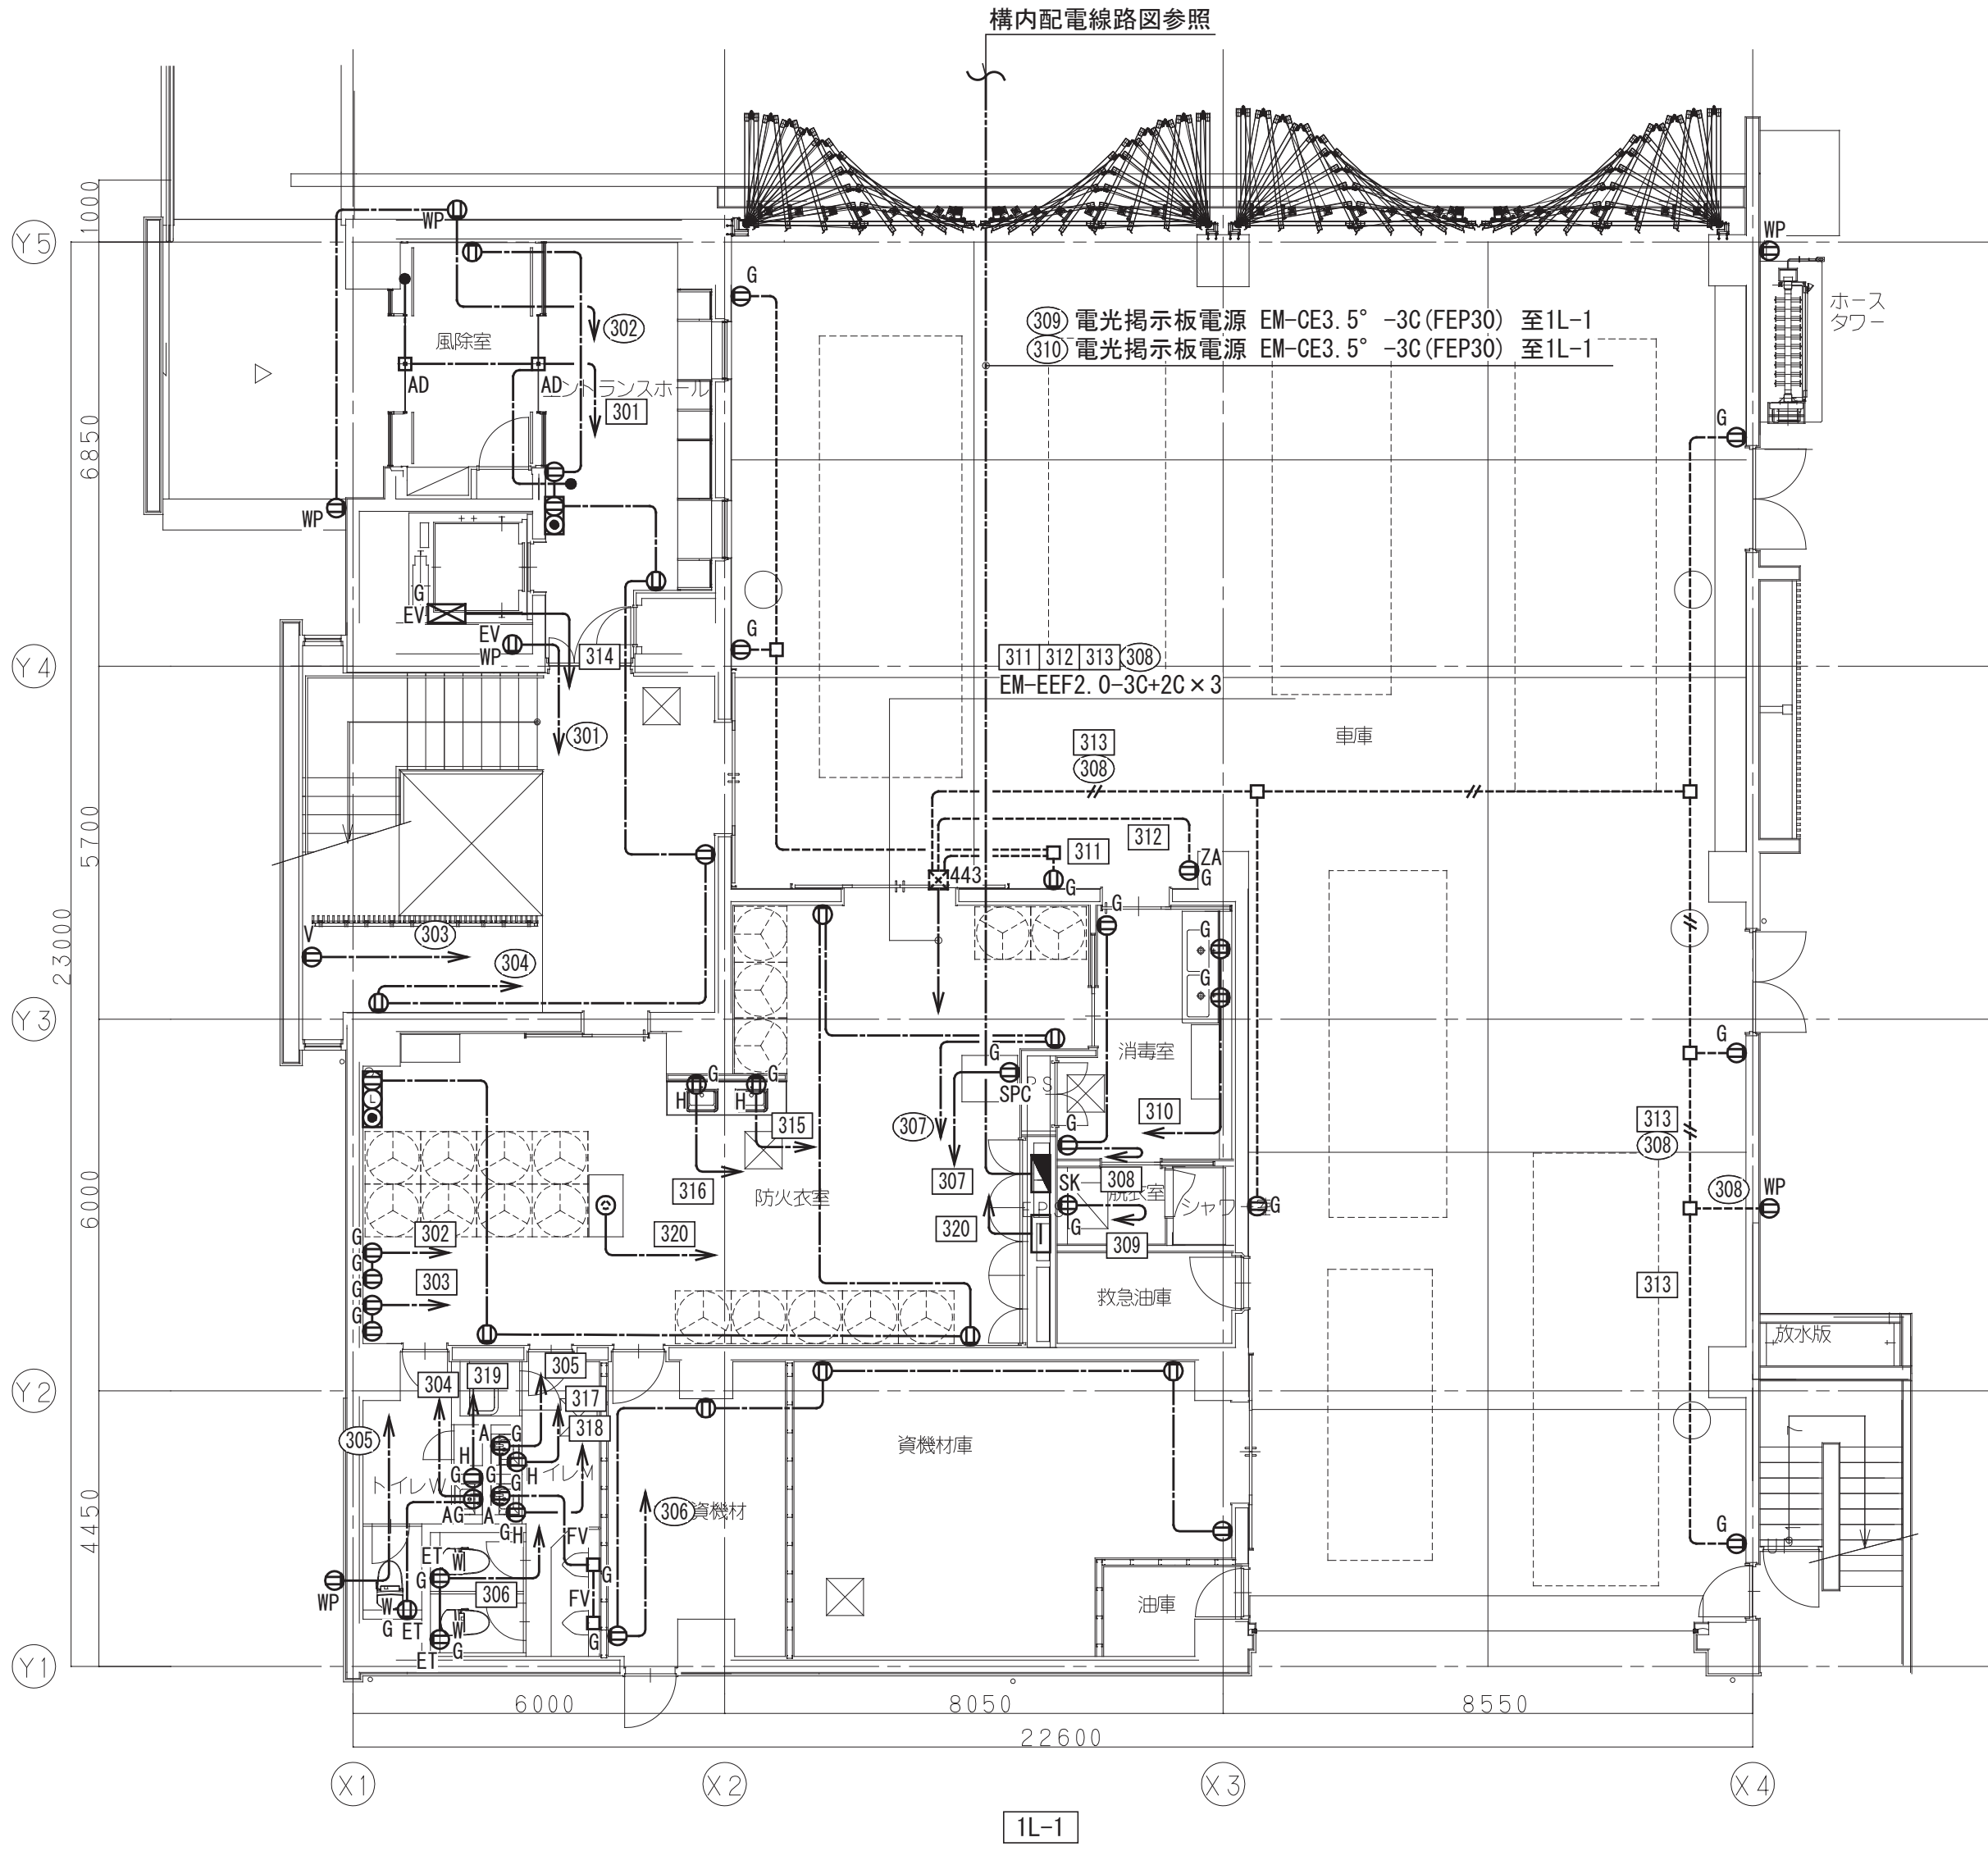 構内配電線路図参照
1000
Y5
WP
WP
G
ホース
タワー
302
309 電光掲示板電源 EM-CE3.5° -3C(FEP30) 至1L-1
310 電光掲示板電源 EM-CE3.5° -3C(FEP30) 至1L-1
風除室
AD
AD
エントランスホール
301
G
6850
WP
G
EV
EV
WP
314
G
Y4
311 312 313 308
EM-EEF2.0-3C+2C×3
301
車庫
313
308
5700
312
311
ZA
G
443
G
23000
V
303
304
G
G
G
Y3
G
消毒室
G
SPC
PS
G
G
H
H
315
307
310
G
313
308
6000
316
防火衣室
307
308
SK
脱衣室
シャワー室
308
WP
302
320
320
EPS
G
G
309
G
G
303
G
G
313
救急油庫
放水版
305
319
304
317
318
Y2
305
A
G
資機材庫
H
G
G
H
トイレW
トイレM
G
AG
A
G
H
306
資機材
FV
G
4450
ET
W
G
306
G
WP
FV
W
G
ET
W
G
ET
G
油庫
UP
Y1
6000
8050
8550
22600
X1
X2
X3
X4
1L-1